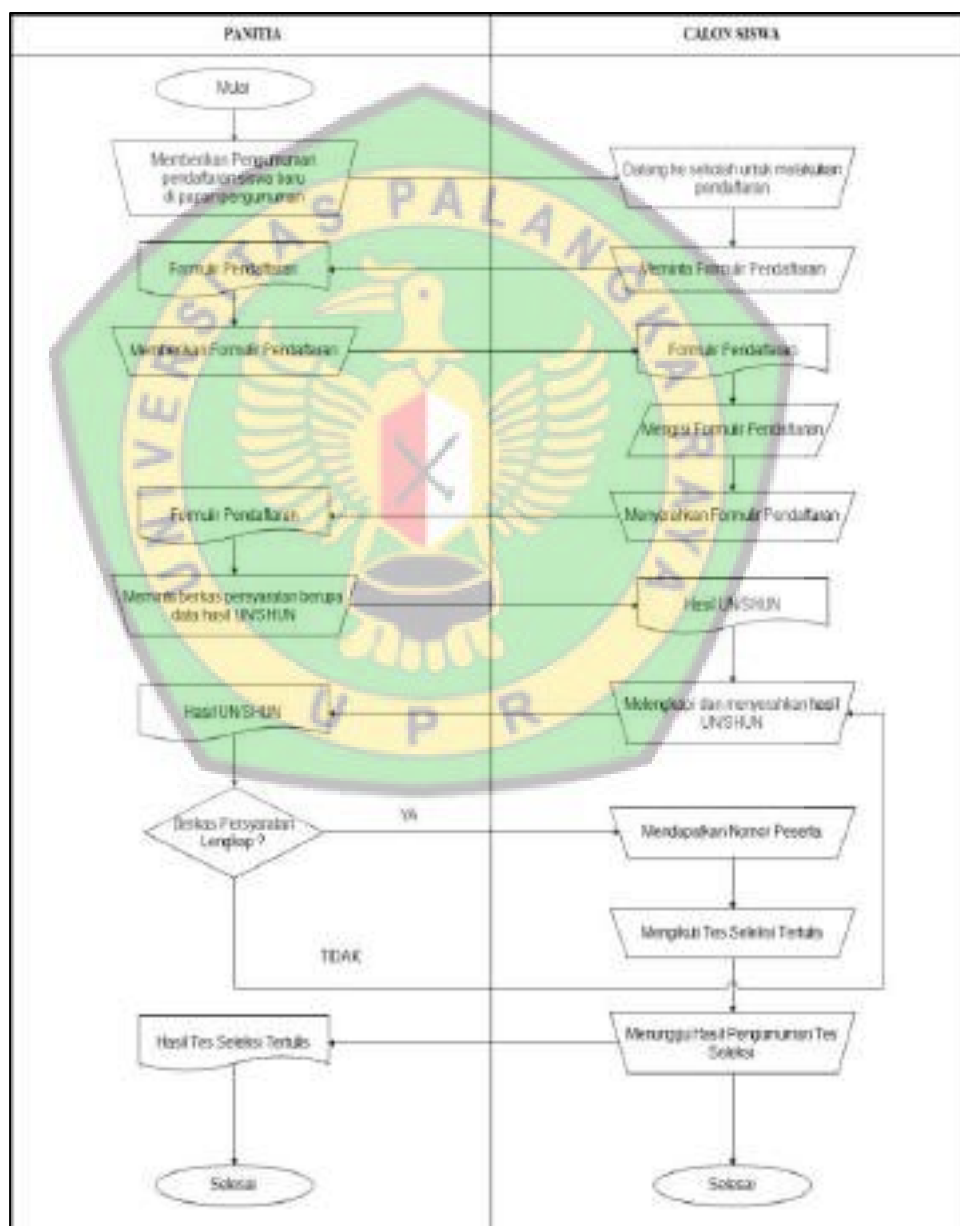 PANITIA
CALON SISWA
Mulai
Memberikan Pengumuman
pendaftaran siswa baru
di papan pengumuman
Datang ke sekolah untuk melakukan
pendaftaran
Formulir Pendaftaran
Meminta Formulir Pendaftaran
Memberikan Formulir Pendaftaran
Formulir Pendaftaran
Mengisi Formulir Pendaftaran
Formulir Pendaftaran
Menyerahkan Formulir Pendaftaran
Meminta berkas persyaratan berupa
data hasil UN/SHUN
Hasil UN/SHUN
Hasil UN/SHUN
Melengkapi dan menyerahkan hasil
UN/SHUN
Berkas Persyaratan
Lengkap ?
YA
Mendapatkan Nomor Peserta
Mengikuti Tes Seleksi Tertulis
TIDAK
Hasil Tes Seleksi Tertulis
Menunggu Hasil Pengumuman Tes
Seleksi
Selesai
Selesai
UNIVERSITAS PALANGKA RAYA
UPR